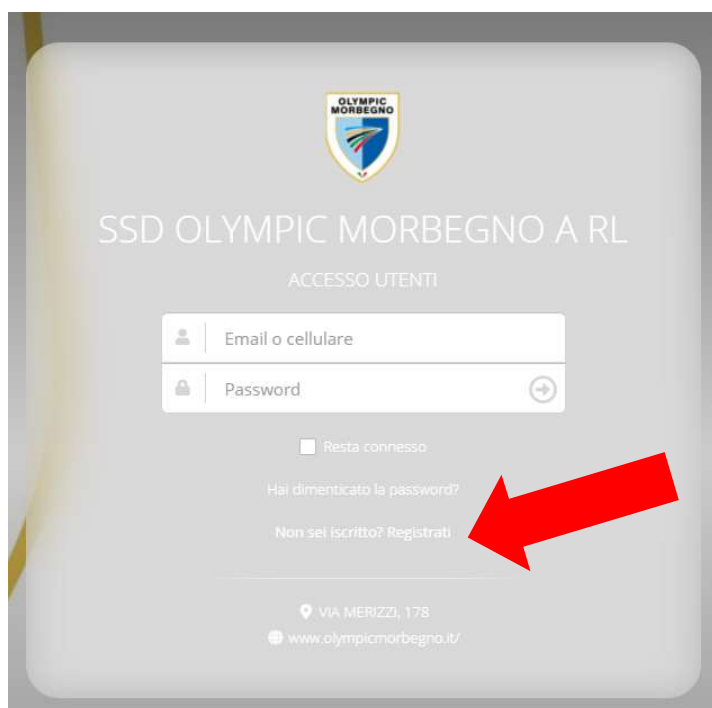 OLYMPIC
MORBEGNO
SSD OLYMPIC MORBEGNO A RL
ACCESSO UTENTI
Email o cellulare
Password
Resta connesso
Hai dimenticato la password?
Non sei iscritto? Registrati
VIA MERIZZI, 178
www.olympicmorbegno.it/